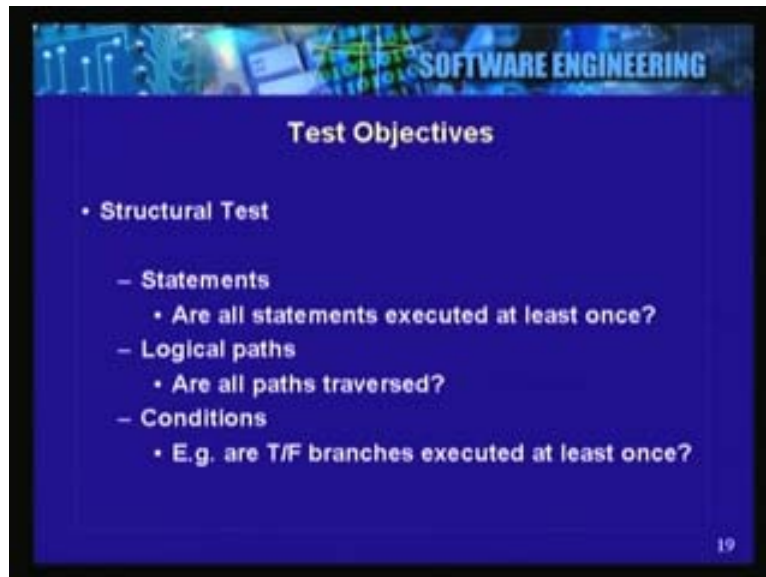 SOFTWARE ENGINEERING
Test Objectives
• Structural Test
– Statements
• Are all statements executed at least once?
– Logical paths
• Are all paths traversed?
– Conditions
• E.g. are T/F branches executed at least once?
19